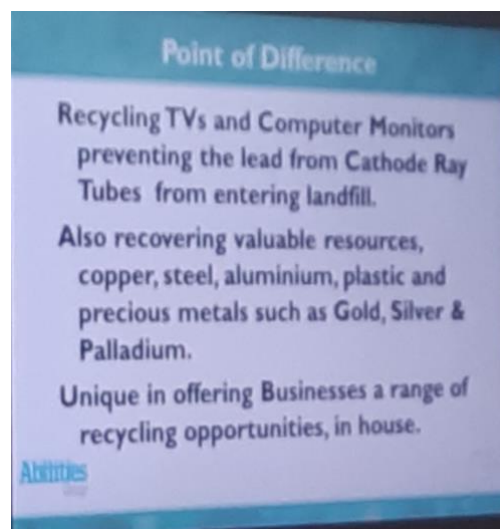 Point of Difference
Recycling TVs and Computer Monitors
preventing the lead from Cathode Ray
Tubes from entering landfill.
Also recovering valuable resources,
copper, steel, aluminium, plastic and
precious metals such as Gold, Silver &
Palladium.
Unique in offering Businesses a range of
recycling opportunities, in house.
Abilities